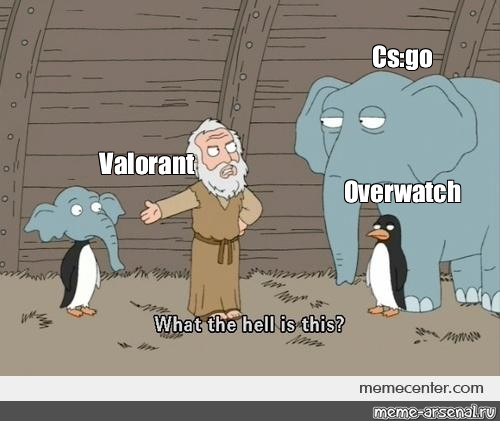 Cs:go
Valorant
Overwatch
What the hell is this?
memecenter.com
meme-arsenal.ru